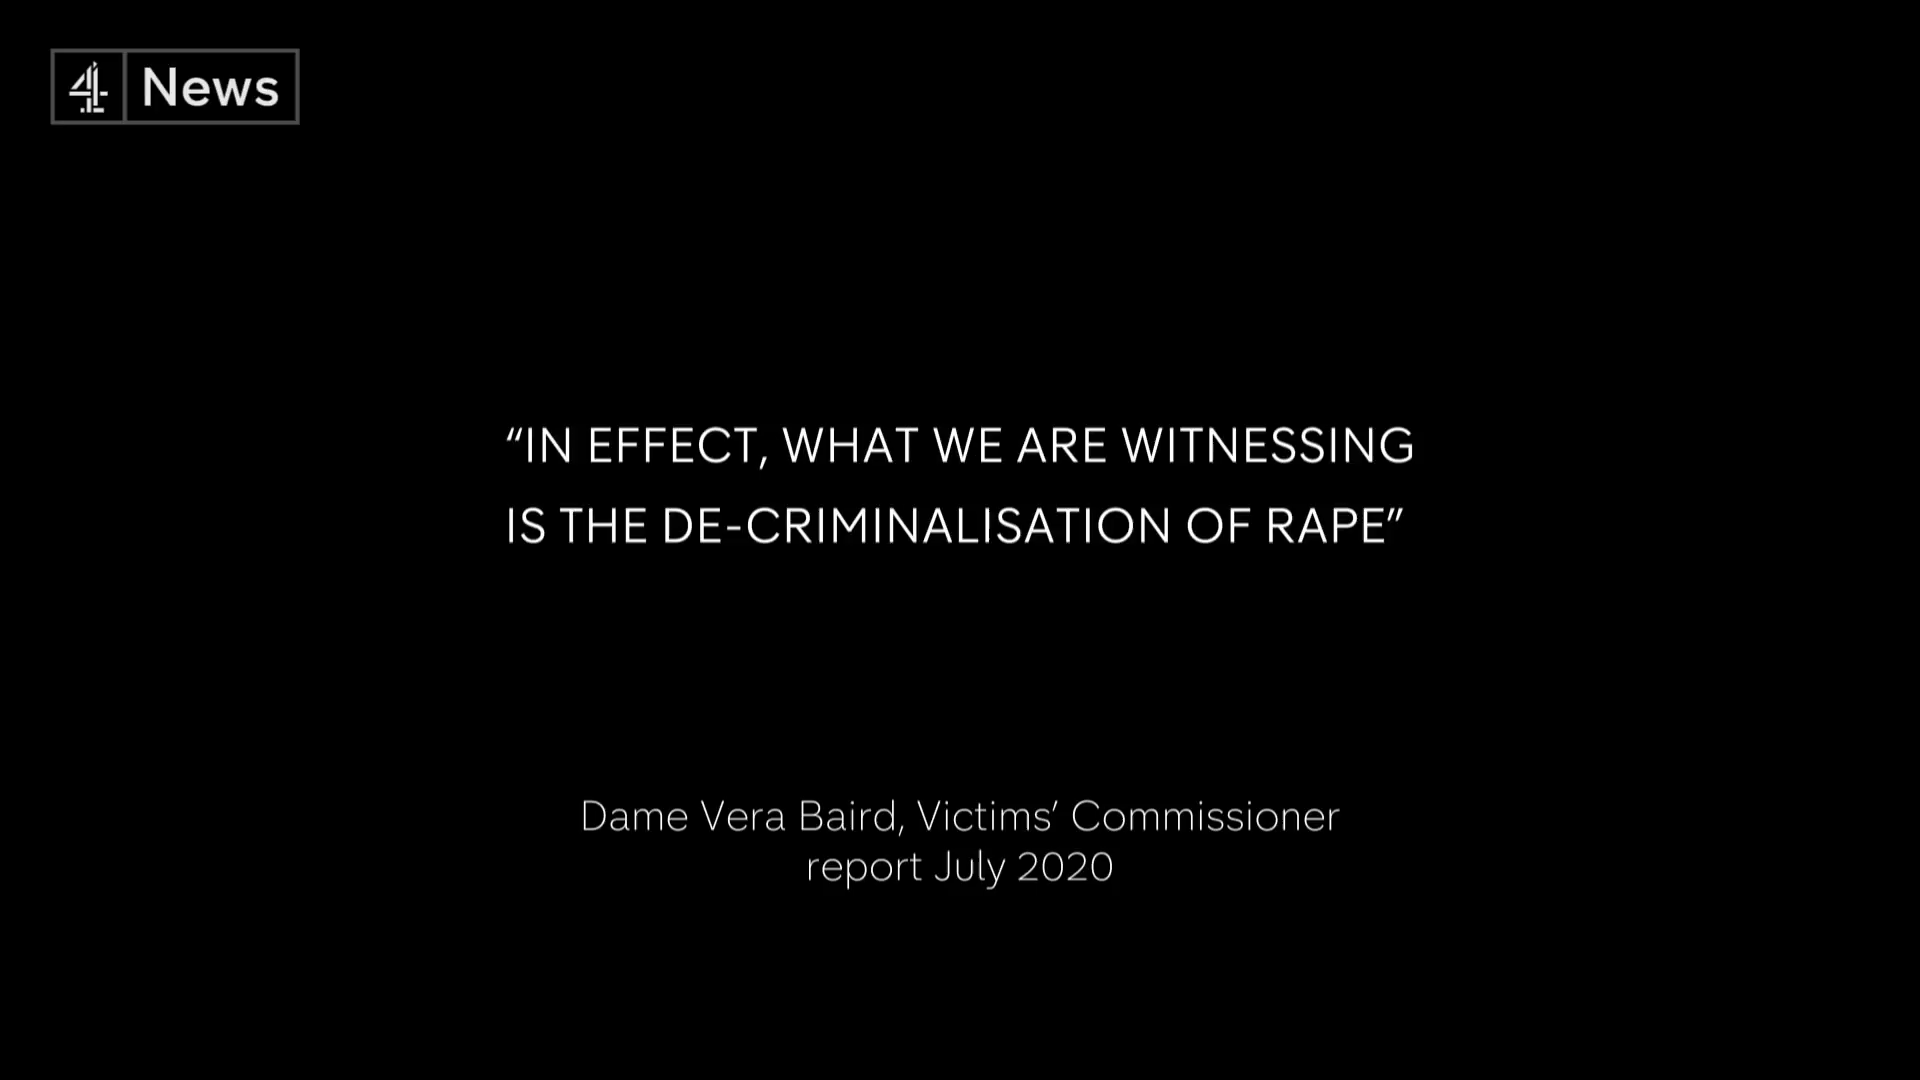 4 News
“IN EFFECT, WHAT WE ARE WITNESSING
IS THE DE-CRIMINALISATION OF RAPE”
Dame Vera Baird, Victims’ Commissioner
report July 2020